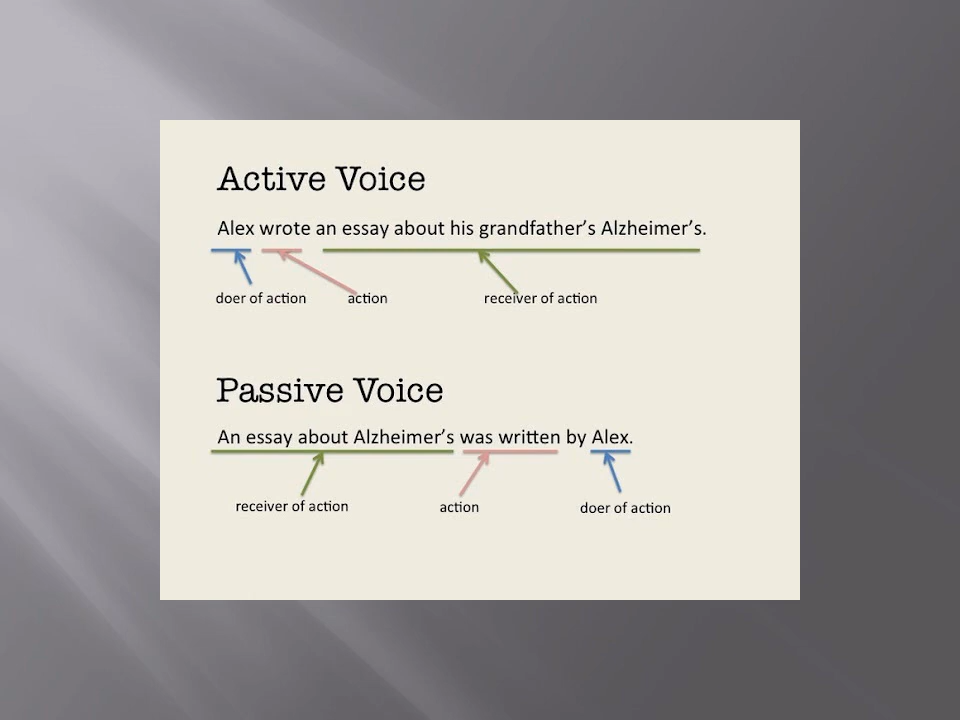 Active Voice
Alex wrote an essay about his grandfather’s Alzheimer’s.
doer of action action receiver of action
Passive Voice
An essay about Alzheimer’s was written by Alex.
receiver of action action doer of action